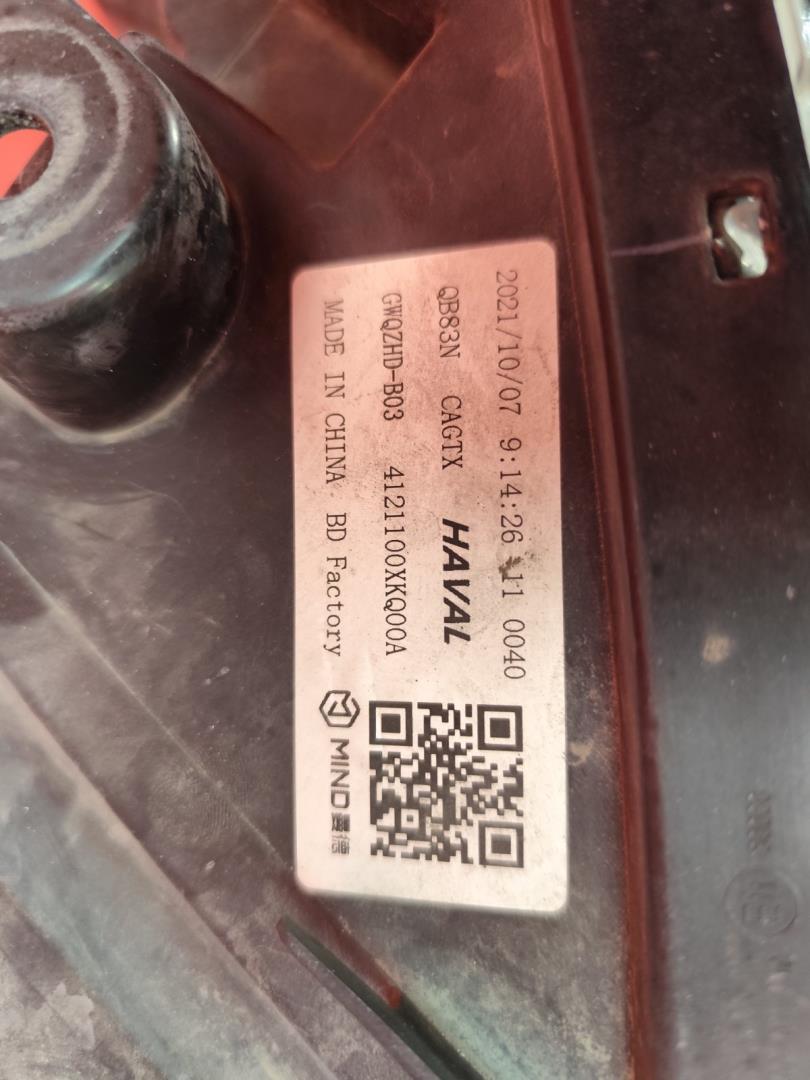 2021/10/07 9:14:26 11 0040
QB83N CAGTX HAVAL
GWQZHD-B03 4121100XKQ00A
MADE IN CHINA. BD Factory MIND 曼德